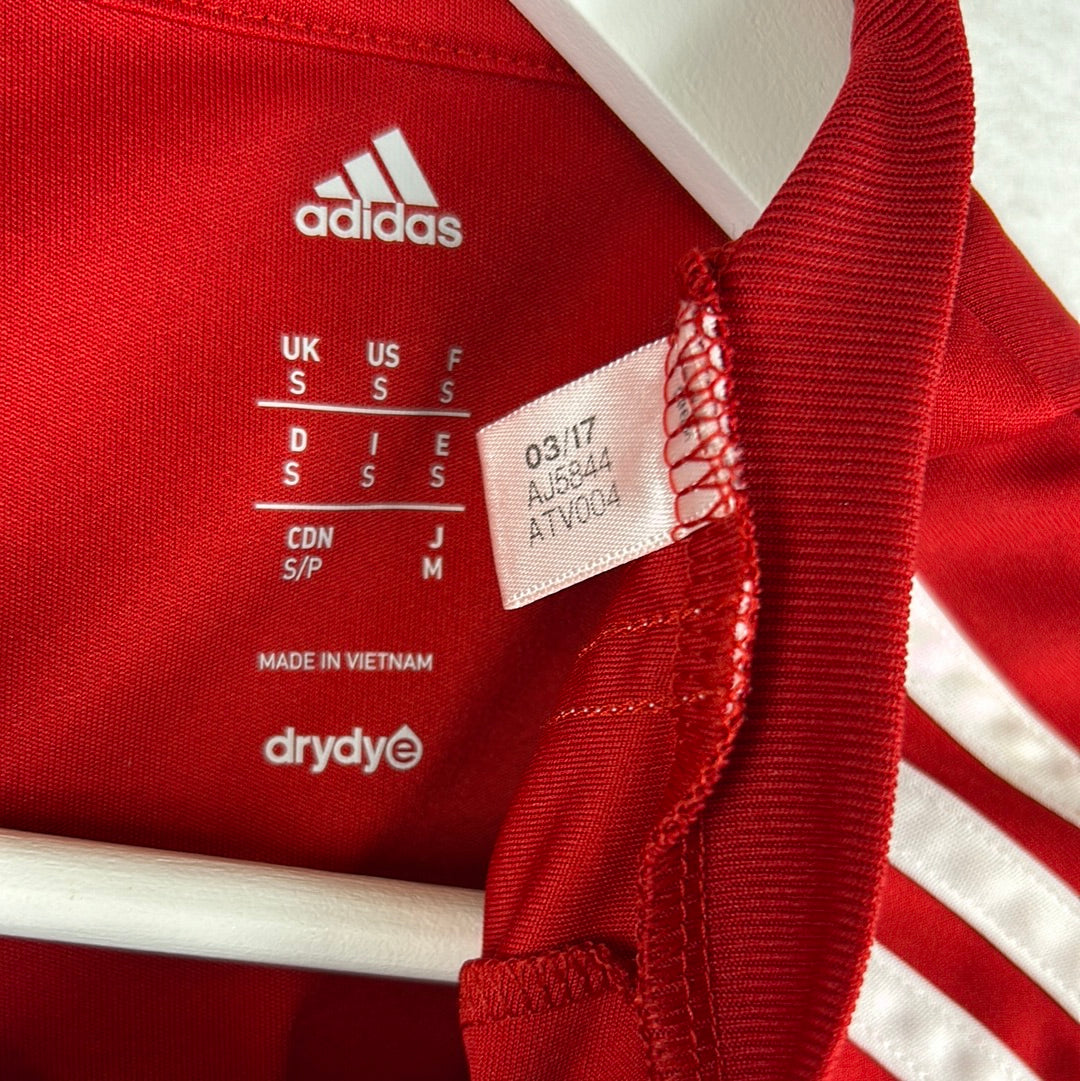 adidas
UK US F
S S S
D I E
S S S
CDN J
S/P M
MADE IN VIETNAM
drydye
03/17
AJ5844
ATV004